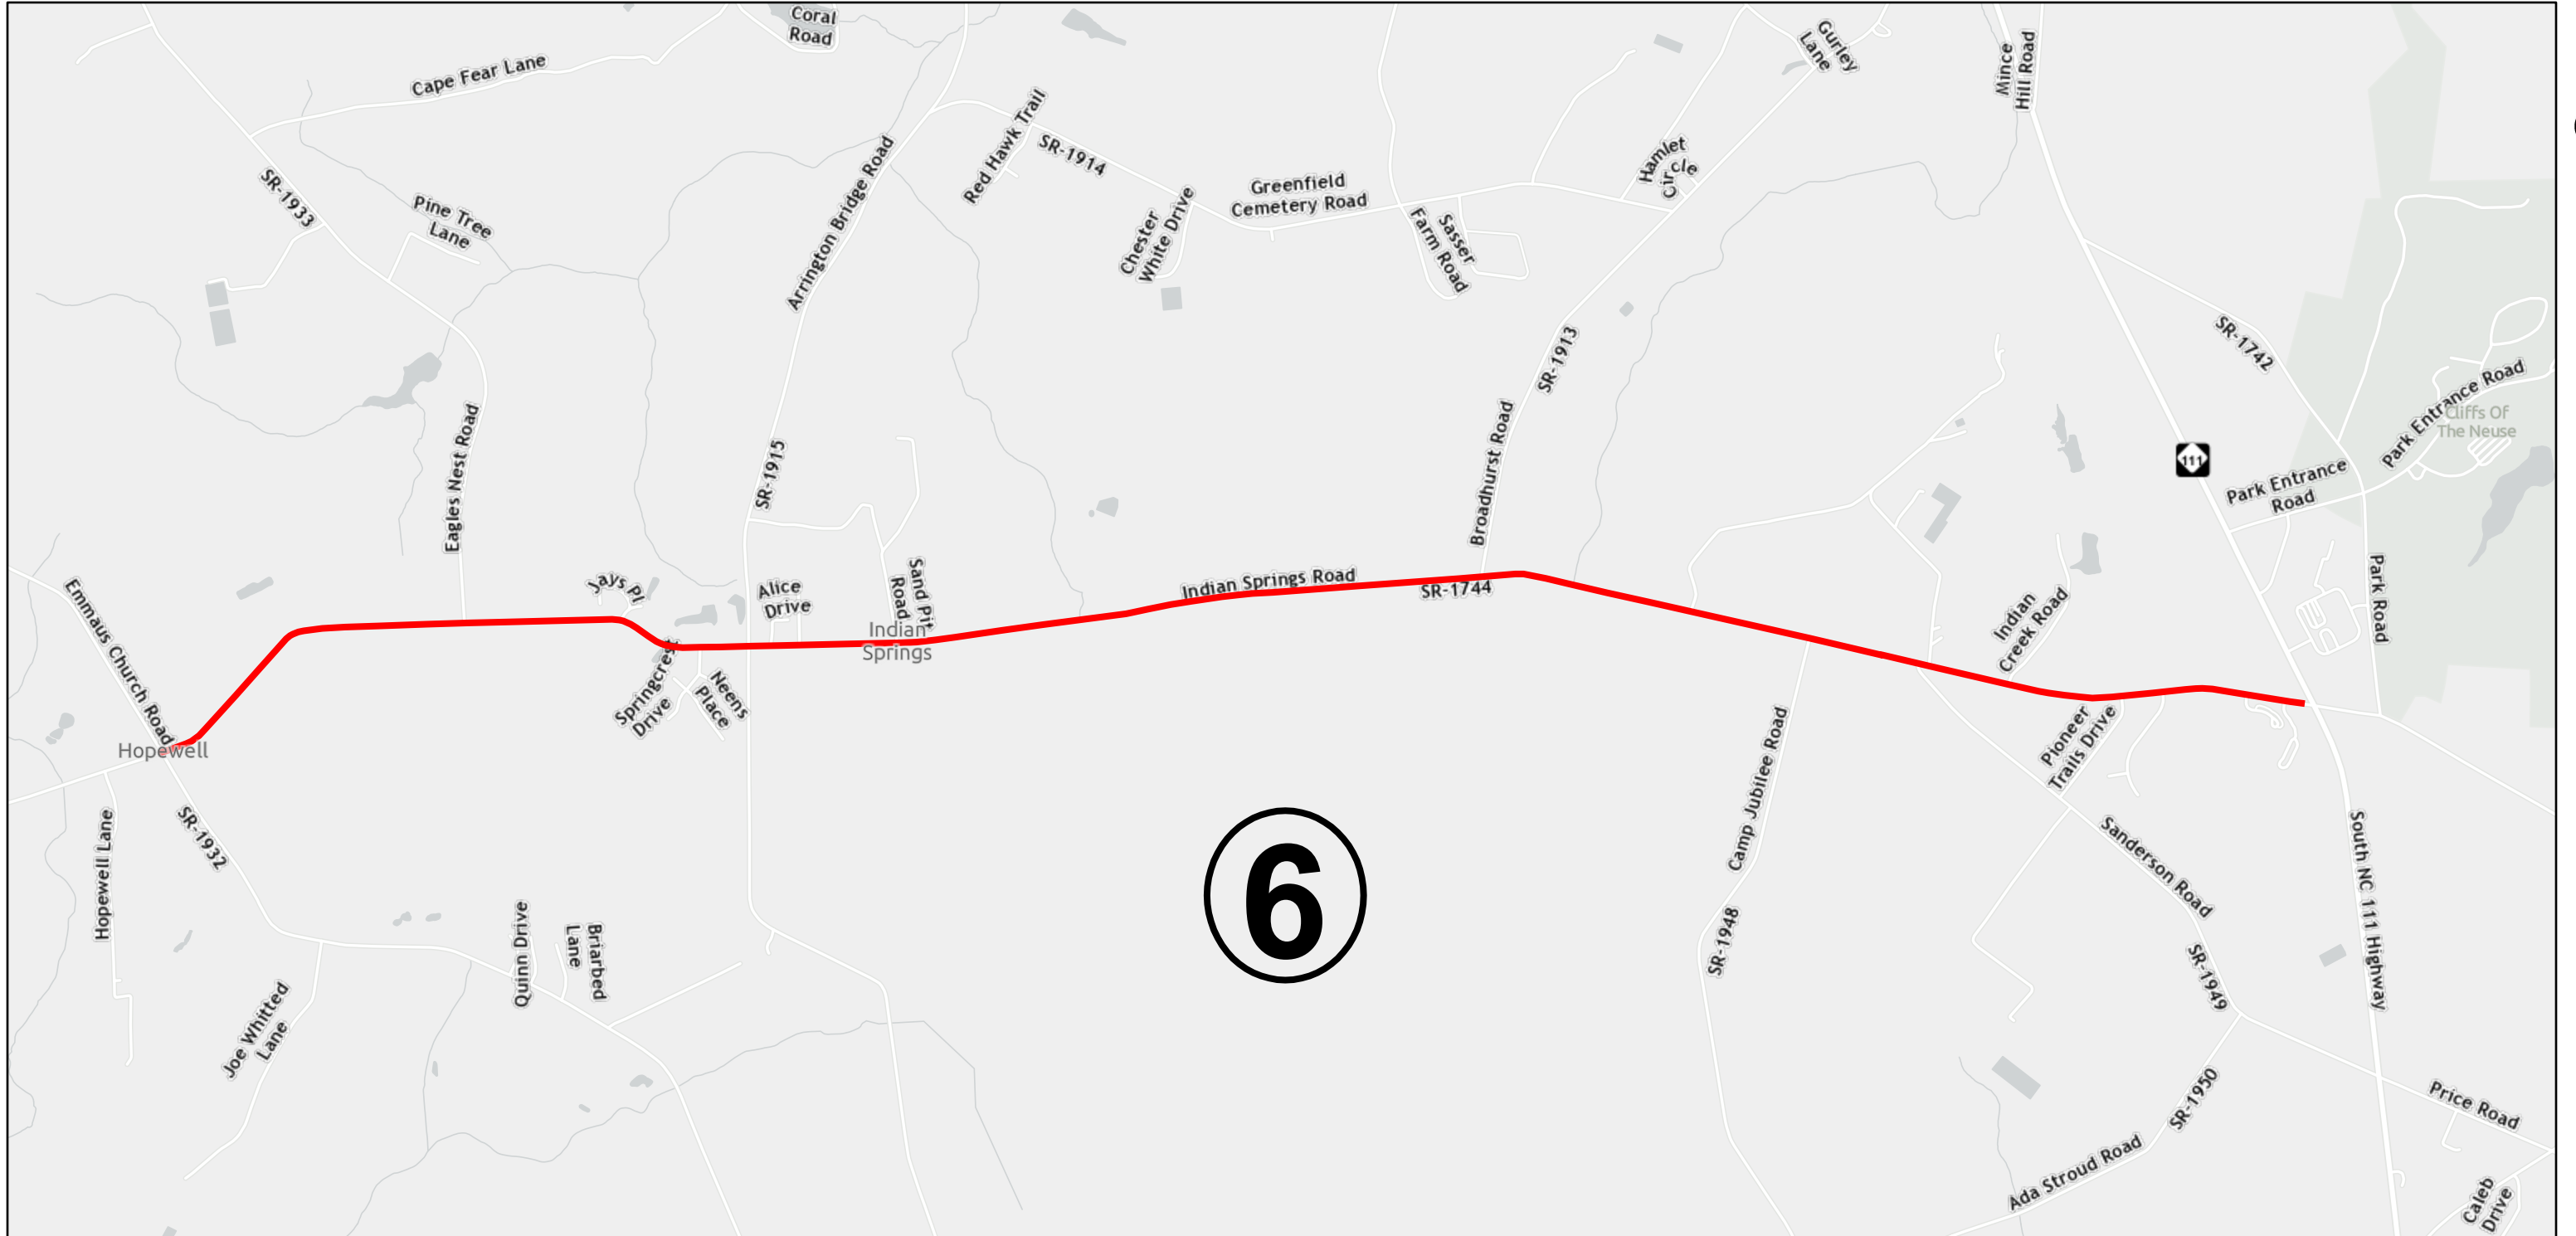 Coral
Road
Cape Fear Lane
Gurley
Lane
Mince
Hill Road
Red Hawk Trail
SR-1914
Arrington Bridge Road
Hamlet
Circle
SR-1933
Pine Tree
Lane
Greenfield
Cemetery Road
Chester
White Drive
Sasser
Farm Road
SR-1913
SR-1742
Park Entrance Road
Cliffs Of
The Neuse
Eagles Nest Road
SR-1915
Broadhurst Road
111
Park Entrance
Road
Park Road
Emmaus Church Road
Jays Pl
Alice
Drive
Sand Pit
Road
Indian Springs Road
SR-1744
Indian
Creek Road
Indian
Springs
Springcrest
Drive
Neens
Place
Hopewell
Pioneer
Trails Drive
Camp Jubilee Road
Hopewell Lane
SR-1932
6
Sanderson Road
South NC 111 Highway
Quinn Drive
Briarbed
Lane
SR-1948
SR-1949
Joe Whitted
Lane
SR-1950
Price Road
Ada Stroud Road
Caleb
Drive